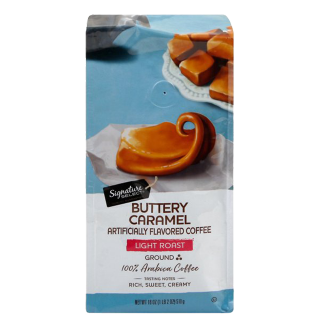 Signature
SELECT
BUTTERY
CARAMEL
ARTIFICIALLY FLAVORED COFFEE
LIGHT ROAST
GROUND
100% Arabica Coffee
TASTING NOTES
RICH, SWEET, CREAMY